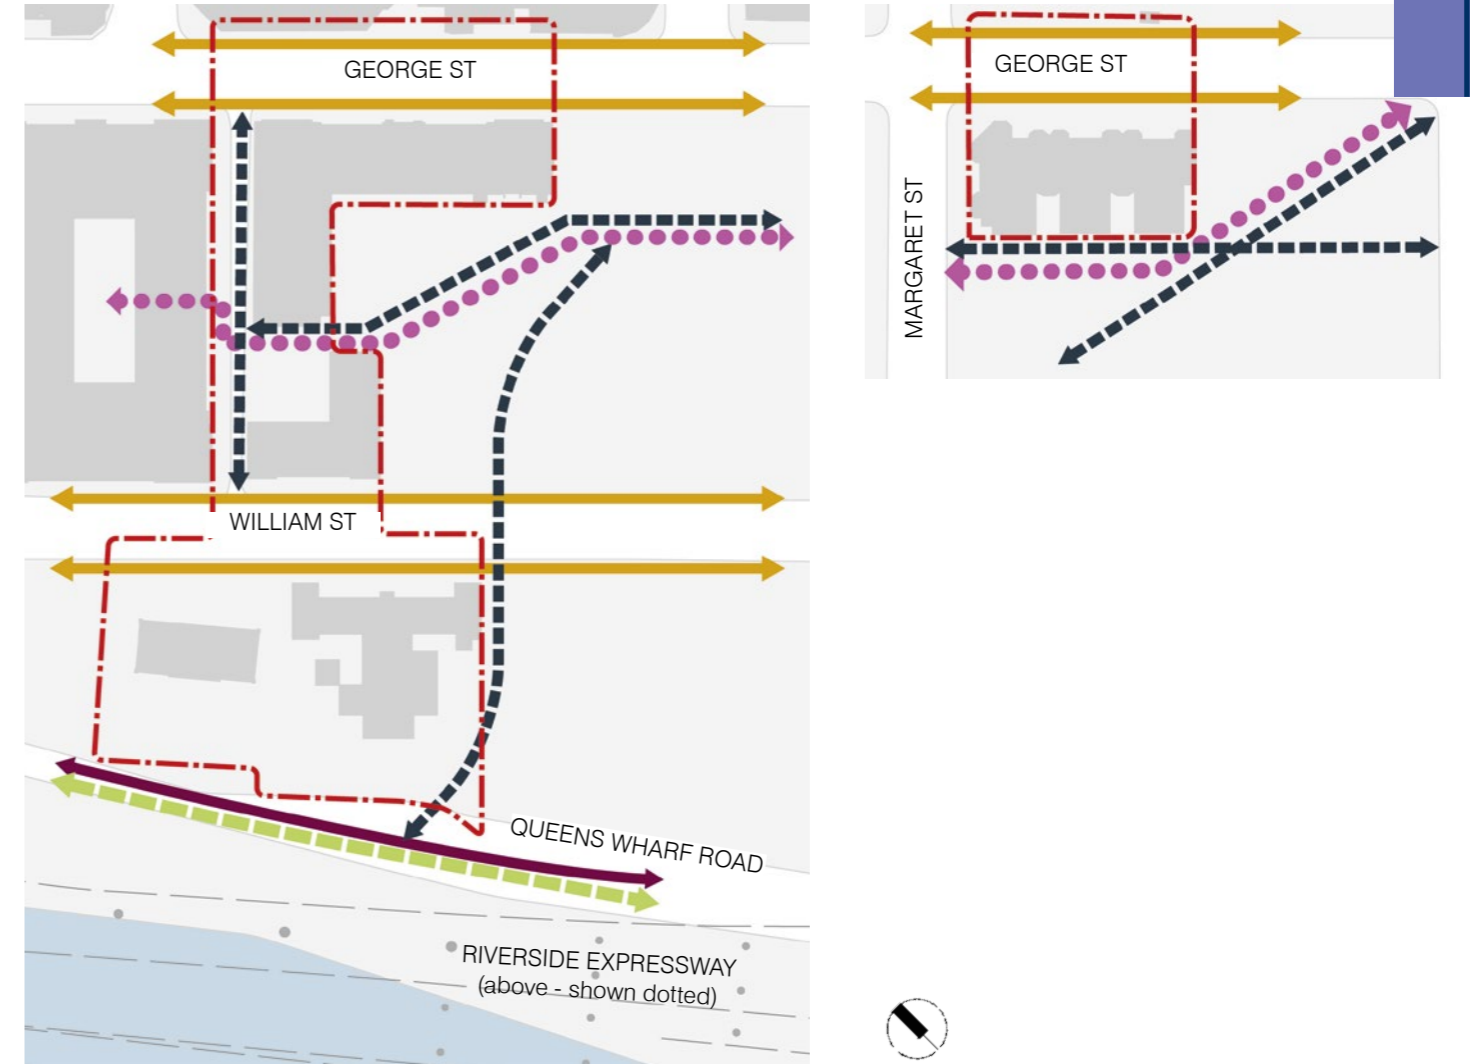 GEORGE ST
WILLIAM ST
QUEENS WHARF ROAD
RIVERSIDE EXPRESSWAY
(above - shown dotted)
GEORGE ST
MARGARET ST